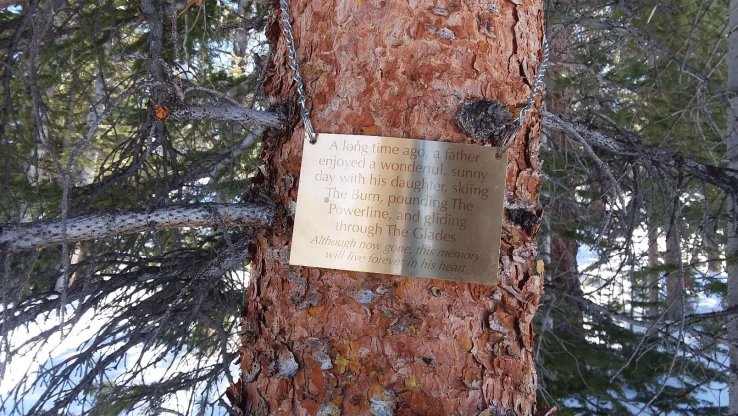 A long time ago, a father
enjoyed a wonderful, sunny
day with his daughter, skiing
The Burn, pounding The
Powerline, and gliding
through The Glades
Although now gone, this memory
will live forever in his heart